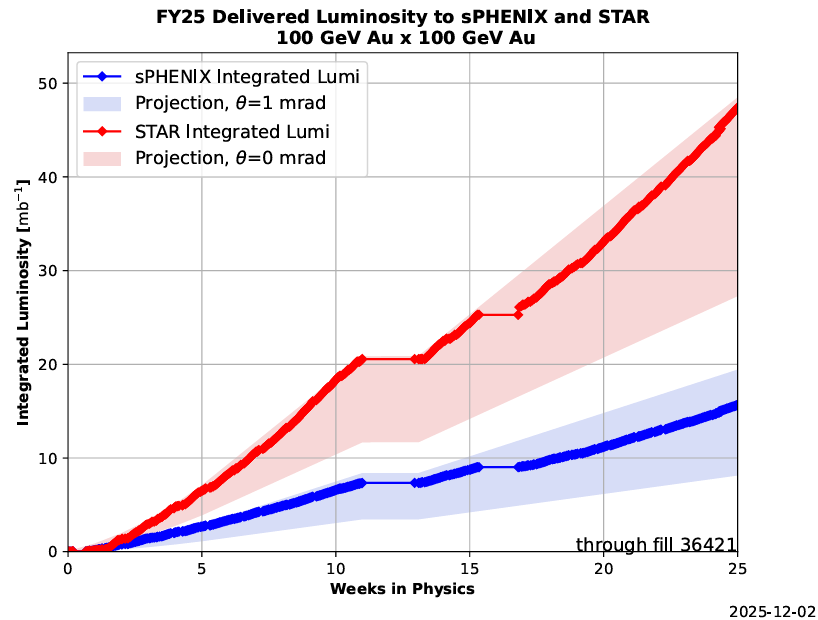 FY25 Delivered Luminosity to sPHENIX and STAR
100 GeV Au x 100 GeV Au
sPHENIX Integrated Lumi
Projection, θ=1 mrad
STAR Integrated Lumi
Projection, θ=0 mrad
Integrated Luminosity [mb⁻¹]
50
40
30
20
10
0
through fill 36421
0 5 10 15 20 25
Weeks in Physics
2025-12-02